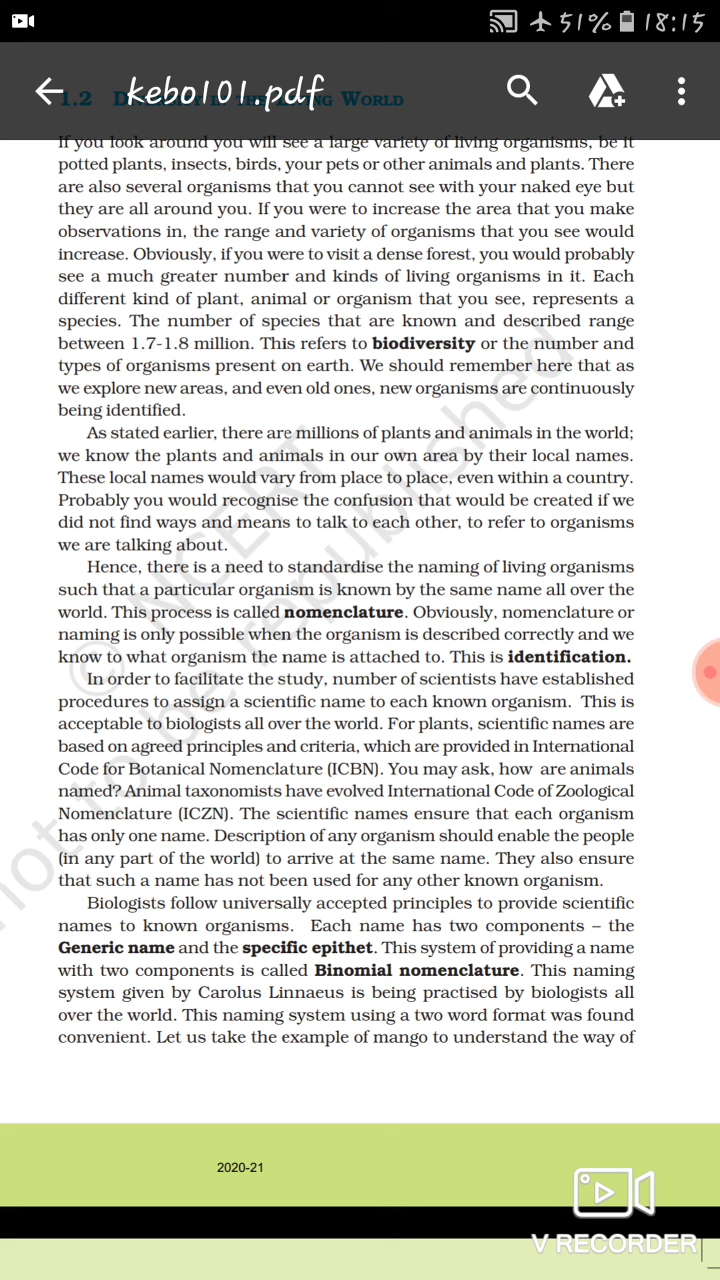 51% 18:15
kebo101.pdf
1.2 DIVERSITY IN THE LIVING WORLD
If you look around you will see a large variety of living organisms, be it
potted plants, insects, birds, your pets or other animals and plants. There
are also several organisms that you cannot see with your naked eye but
they are all around you. If you were to increase the area that you make
observations in, the range and variety of organisms that you see would
increase. Obviously, if you were to visit a dense forest, you would probably
see a much greater number and kinds of living organisms in it. Each
different kind of plant, animal or organism that you see, represents a
species. The number of species that are known and described range
between 1.7-1.8 million. This refers to biodiversity or the number and
types of organisms present on earth. We should remember here that as
we explore new areas, and even old ones, new organisms are continuously
being identified.
As stated earlier, there are millions of plants and animals in the world;
we know the plants and animals in our own area by their local names.
These local names would vary from place to place, even within a country.
Probably you would recognise the confusion that would be created if we
did not find ways and means to talk to each other, to refer to organisms
we are talking about.
Hence, there is a need to standardise the naming of living organisms
such that a particular organism is known by the same name all over the
world. This process is called nomenclature. Obviously, nomenclature or
naming is only possible when the organism is described correctly and we
know to what organism the name is attached to. This is identification.
In order to facilitate the study, number of scientists have established
procedures to assign a scientific name to each known organism. This is
acceptable to biologists all over the world. For plants, scientific names are
based on agreed principles and criteria, which are provided in International
Code for Botanical Nomenclature (ICBN). You may ask, how are animals
named? Animal taxonomists have evolved International Code of Zoological
Nomenclature (ICZN). The scientific names ensure that each organism
has only one name. Description of any organism should enable the people
(in any part of the world) to arrive at the same name. They also ensure
that such a name has not been used for any other known organism.
Biologists follow universally accepted principles to provide scientific
names to known organisms. Each name has two components – the
Generic name and the specific epithet. This system of providing a name
with two components is called Binomial nomenclature. This naming
system given by Carolus Linnaeus is being practised by biologists all
over the world. This naming system using a two word format was found
convenient. Let us take the example of mango to understand the way of
© NCERT
not to be republished
2020-21
V RECORDER